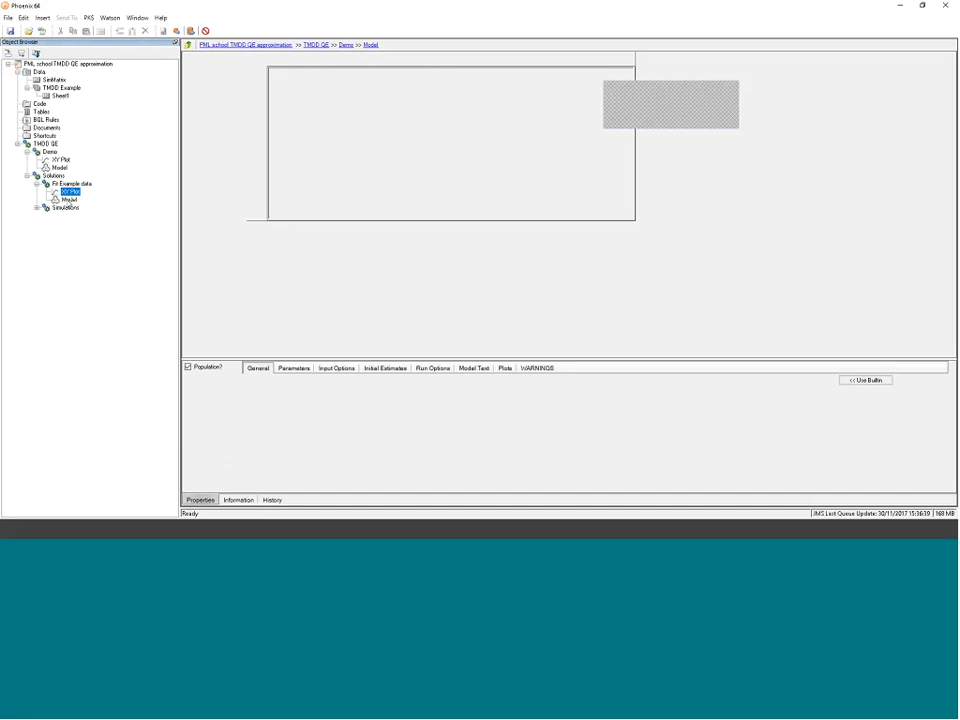 Phoenix 64
File Edit Insert Send To PKS Watson Window Help
Object Browser
PML school TMDD QE approximation >> TMDD QE >> Demo >> Model
PML school TMDD QE approximation
Data
SimMatrix
TMDD Example
Sheet1
Code
Tables
BQL Rules
Documents
Shortcuts
TMDD QE
Demo
XY Plot
Model
Solutions
Fit Example data
XY Plot
Model
Simulations
Population? General Parameters Input Options Initial Estimates Run Options Model Text Plots WARNINGS
<< Use Builtin
Properties Information History
Ready JMS Last Queue Update: 30/11/2017 15:36:39 168 MB